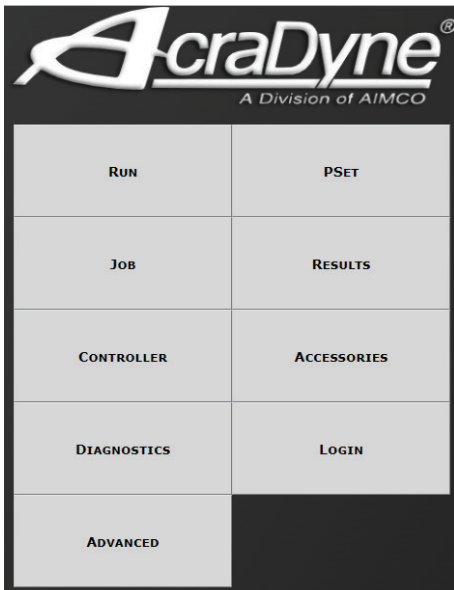 AcraDyne®
A Division of AIMCO
RUN PSET
JOB RESULTS
CONTROLLER ACCESSORIES
DIAGNOSTICS LOGIN
ADVANCED